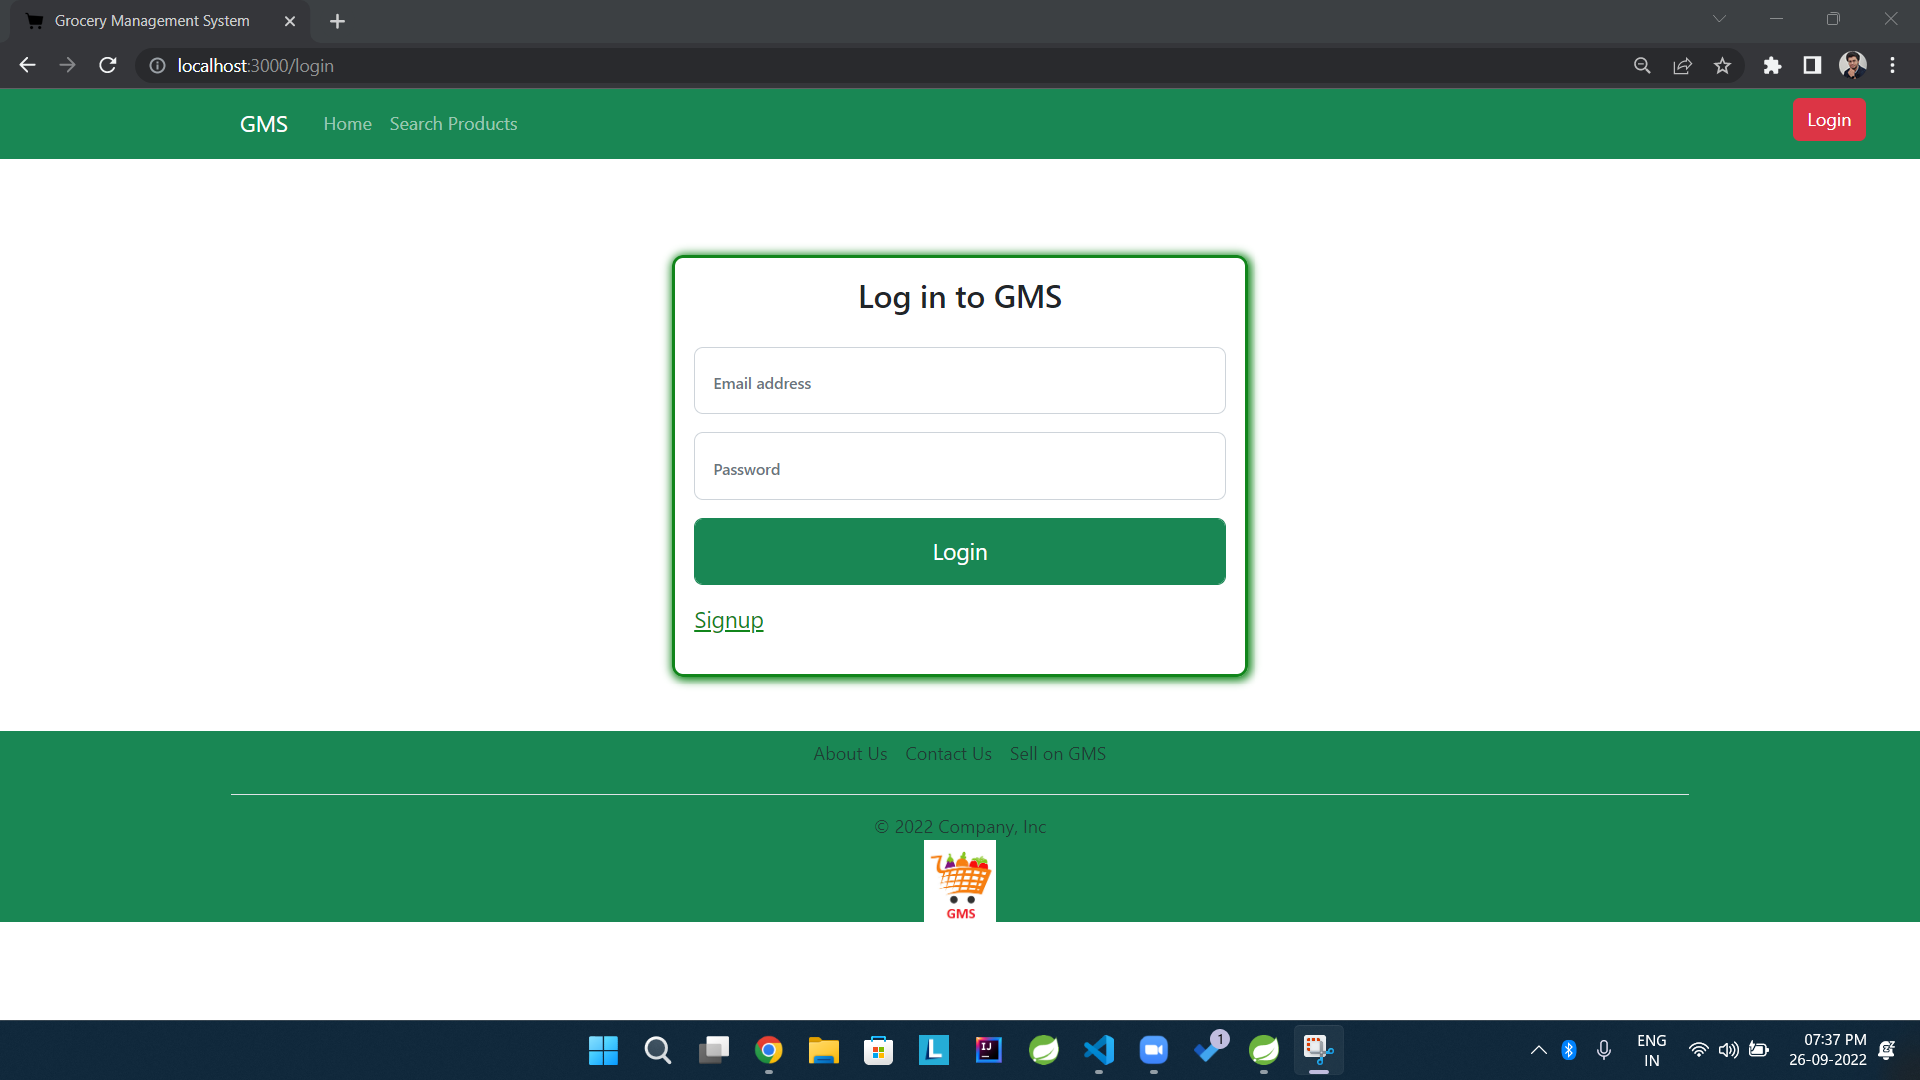 Grocery Management System
localhost:3000/login
GMS Home Search Products Login
Log in to GMS
Email address
Password
Login
Signup
About Us Contact Us Sell on GMS
© 2022 Company, Inc
GMS
L
IJ
1
ENG
IN
07:37 PM
26-09-2022